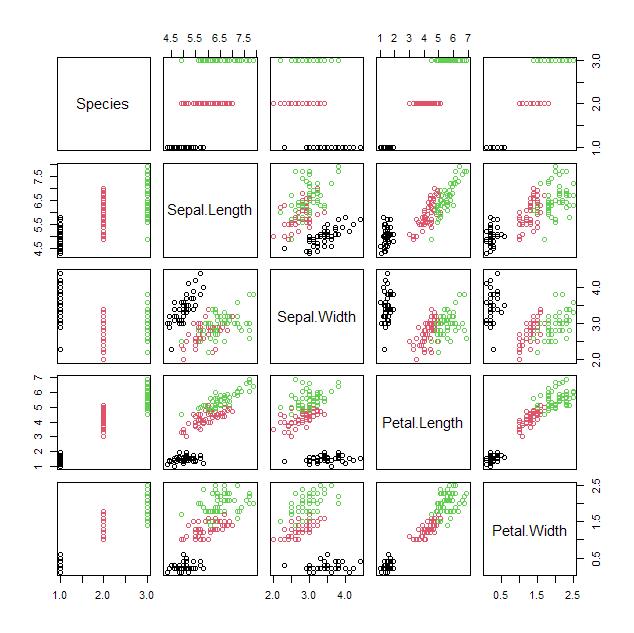 4.5 5.5 6.5 7.5
1 2 3 4 5 6 7
Species
1.0 2.0 3.0
4.5 5.5 6.5 7.5
Sepal.Length
Sepal.Width
2.0 3.0 4.0
1 2 3 4 5 6 7
Petal.Length
Petal.Width
0.5 1.5 2.5
1.0 2.0 3.0
2.0 3.0 4.0
0.5 1.5 2.5